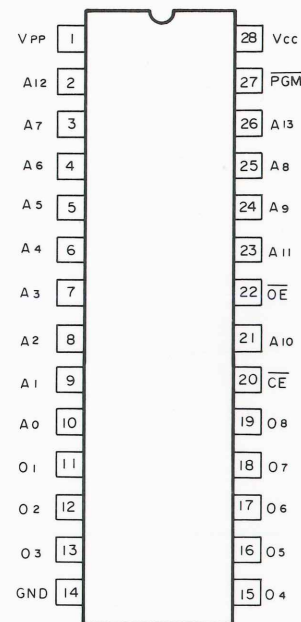 VPP 1 28 Vcc
A12 2 27 PGM
A7 3 26 A13
A6 4 25 A8
A5 5 24 A9
A4 6 23 A11
A3 7 22 OE
A2 8 21 A10
A1 9 20 CE
A0 10 19 O8
O1 11 18 O7
O2 12 17 O6
O3 13 16 O5
GND 14 15 O4